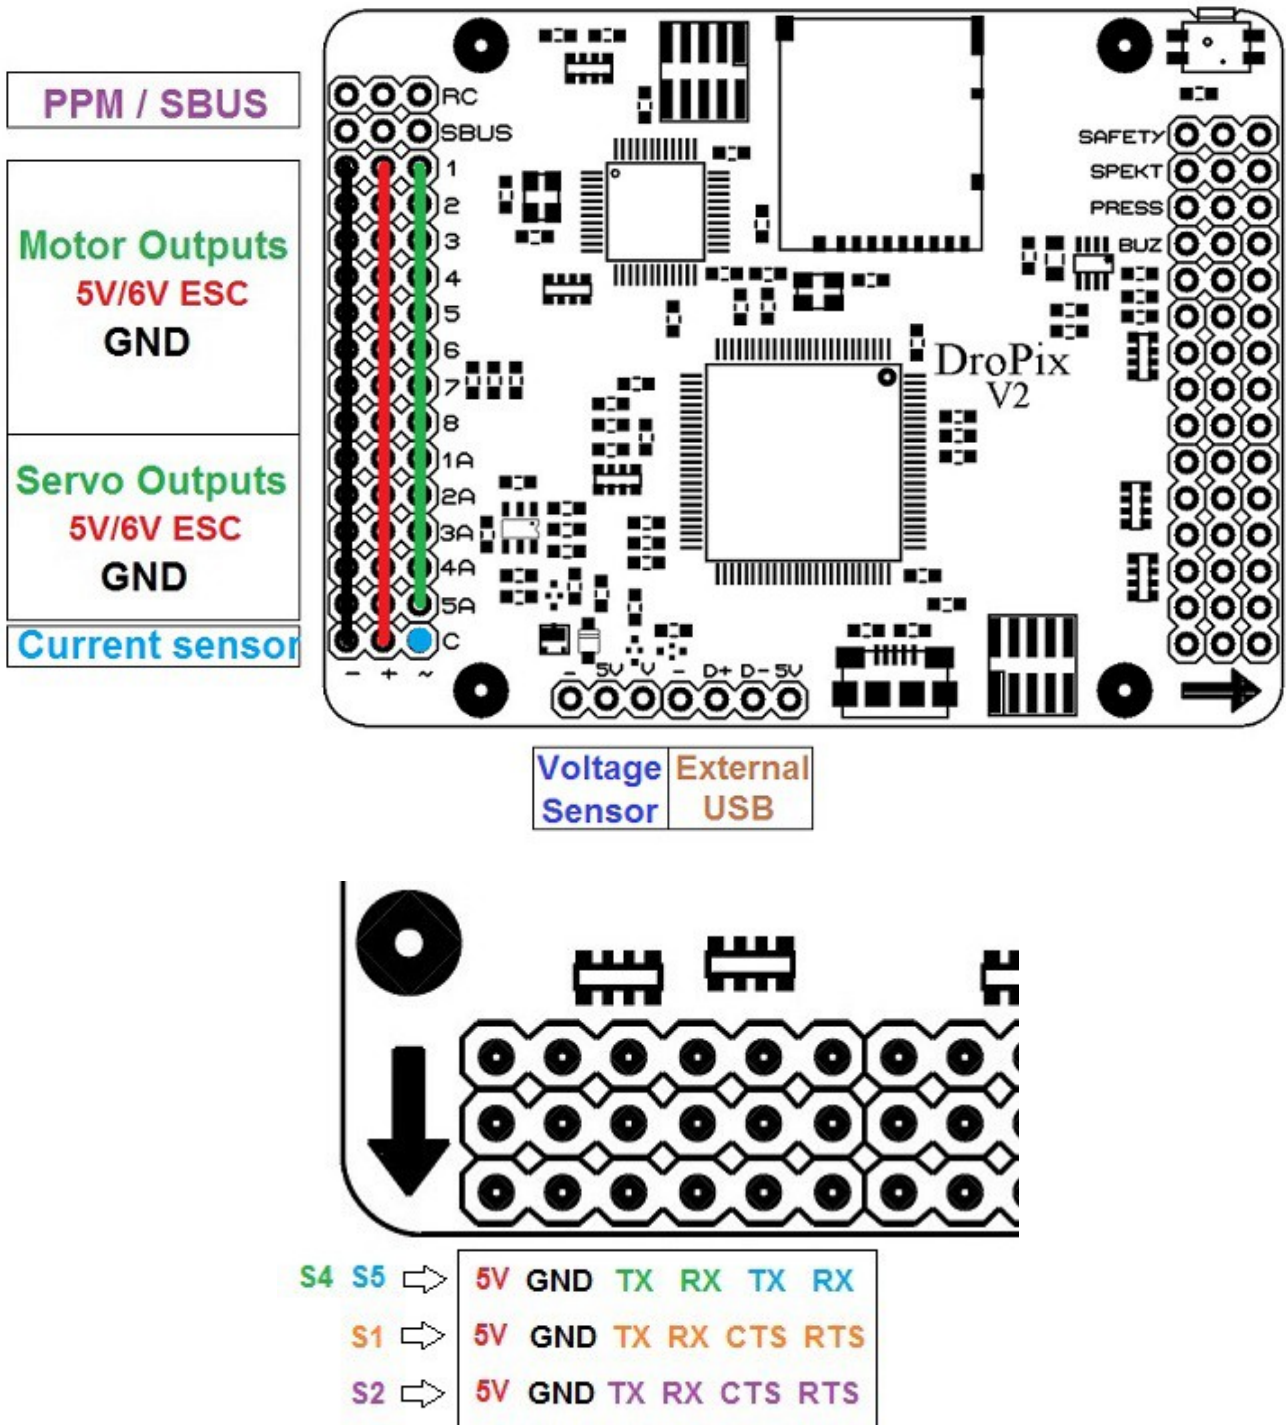 PPM / SBUS
RC
SBUS
Motor Outputs
5V/6V ESC
GND
1
2
3
4
5
6
7
8
Servo Outputs
5V/6V ESC
GND
1A
2A
3A
4A
5A
Current sensor
C
- + ~
SAFETY
SPEKT
PRESS
BUZ
DroPix
V2
- 5V V - D+ D- 5V
Voltage Sensor
External USB
S4 S5 5V GND TX RX TX RX
S1 5V GND TX RX CTS RTS
S2 5V GND TX RX CTS RTS